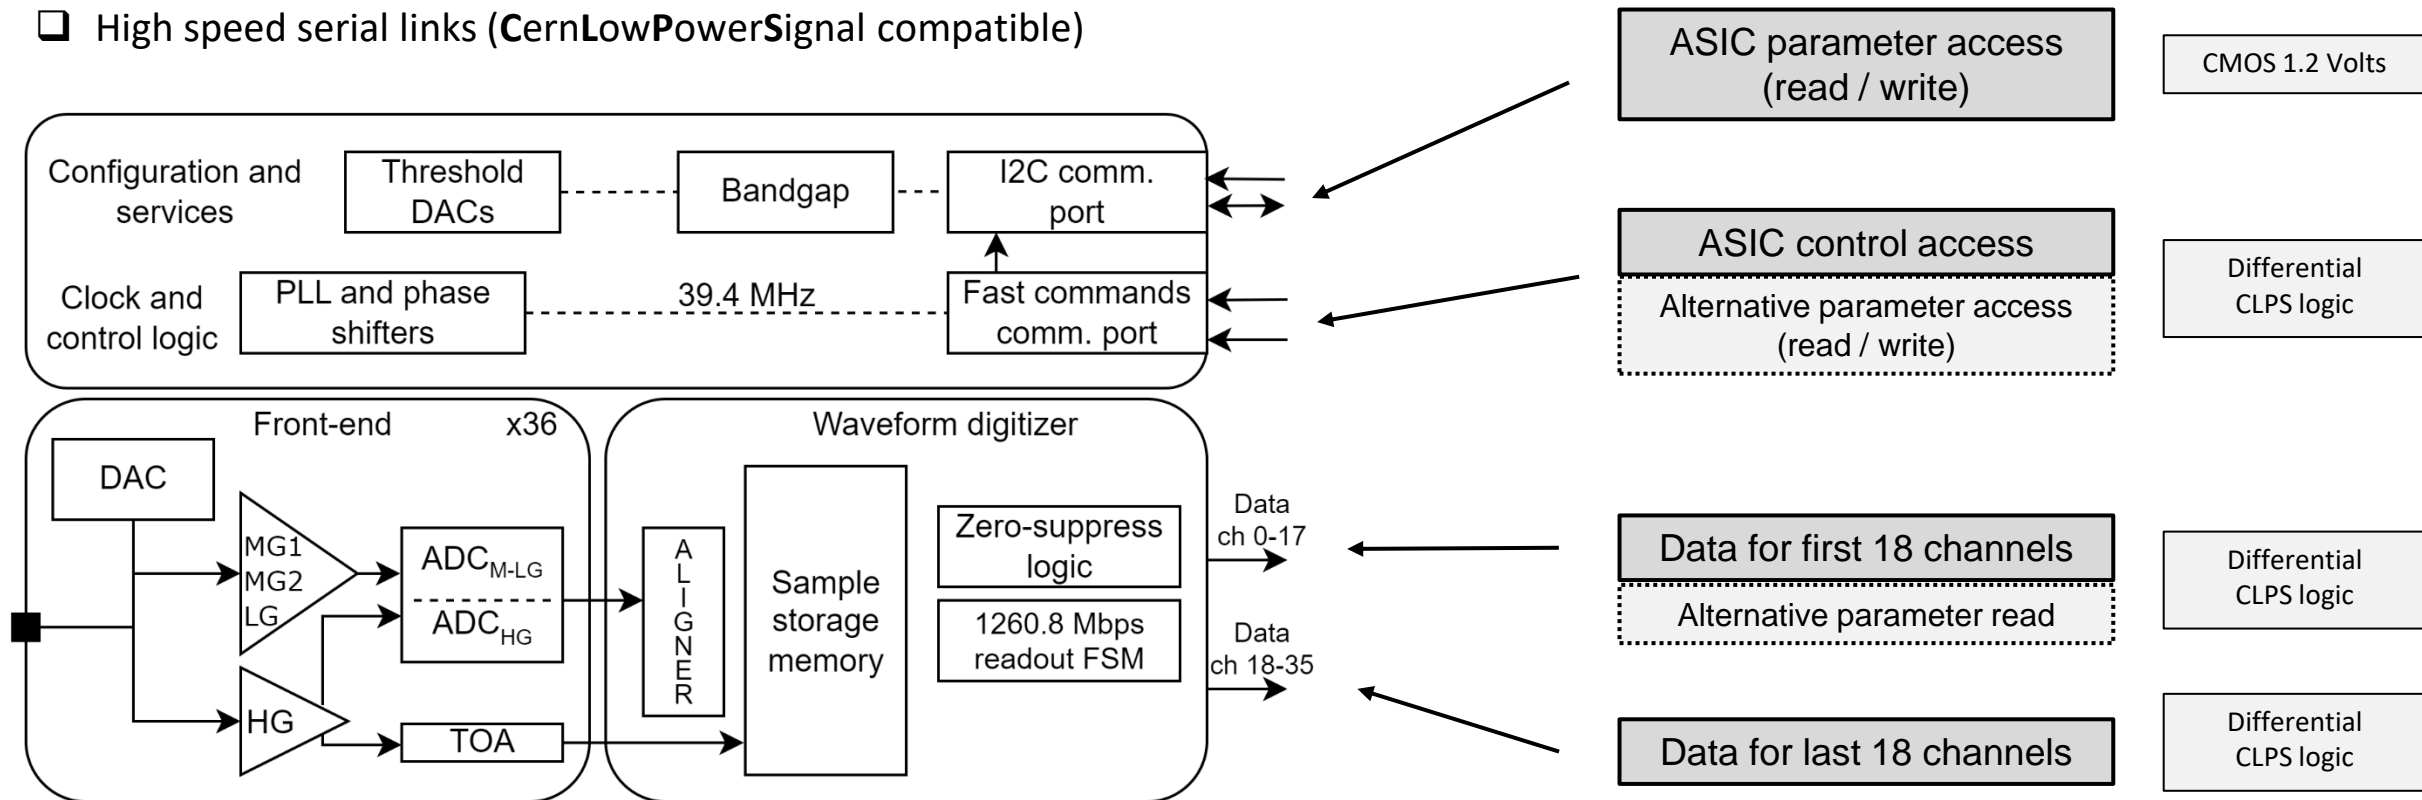 ❑ High speed serial links (CernLowPowerSignal compatible)
ASIC parameter access
(read / write)
CMOS 1.2 Volts
Configuration and
services
Threshold
DACs
Bandgap
I2C comm.
port
ASIC control access
Alternative parameter access
(read / write)
Differential
CLPS logic
Clock and
control logic
PLL and phase
shifters
39.4 MHz
Fast commands
comm. port
Front-end
x36
DAC
MG1
MG2
LG
HG
ADC M-LG
ADC HG
TOA
Waveform digitizer
ALIGNER
Sample
storage
memory
Zero-suppress
logic
1260.8 Mbps
readout FSM
Data
ch 0-17
Data
ch 18-35
Data for first 18 channels
Alternative parameter read
Differential
CLPS logic
Data for last 18 channels
Differential
CLPS logic